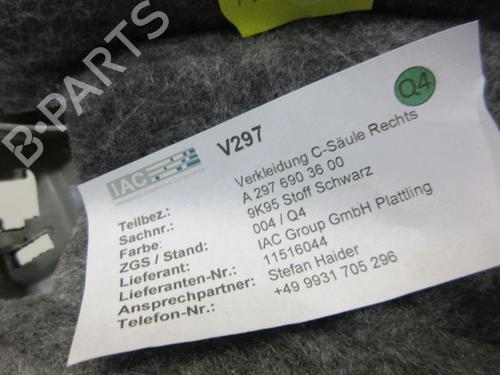 B·PARTS
Q4
IAC
V297
Teilbez.: Verkleidung C-Säule Rechts
Sachnr.: A 297 690 36 00
Farbe: 9K95 Stoff Schwarz
ZGS / Stand: 004 / Q4
Lieferant: IAC Group GmbH Plattling
Lieferanten-Nr.: 11516044
Ansprechpartner: Stefan Haider
Telefon-Nr.: +49 9931 705 296